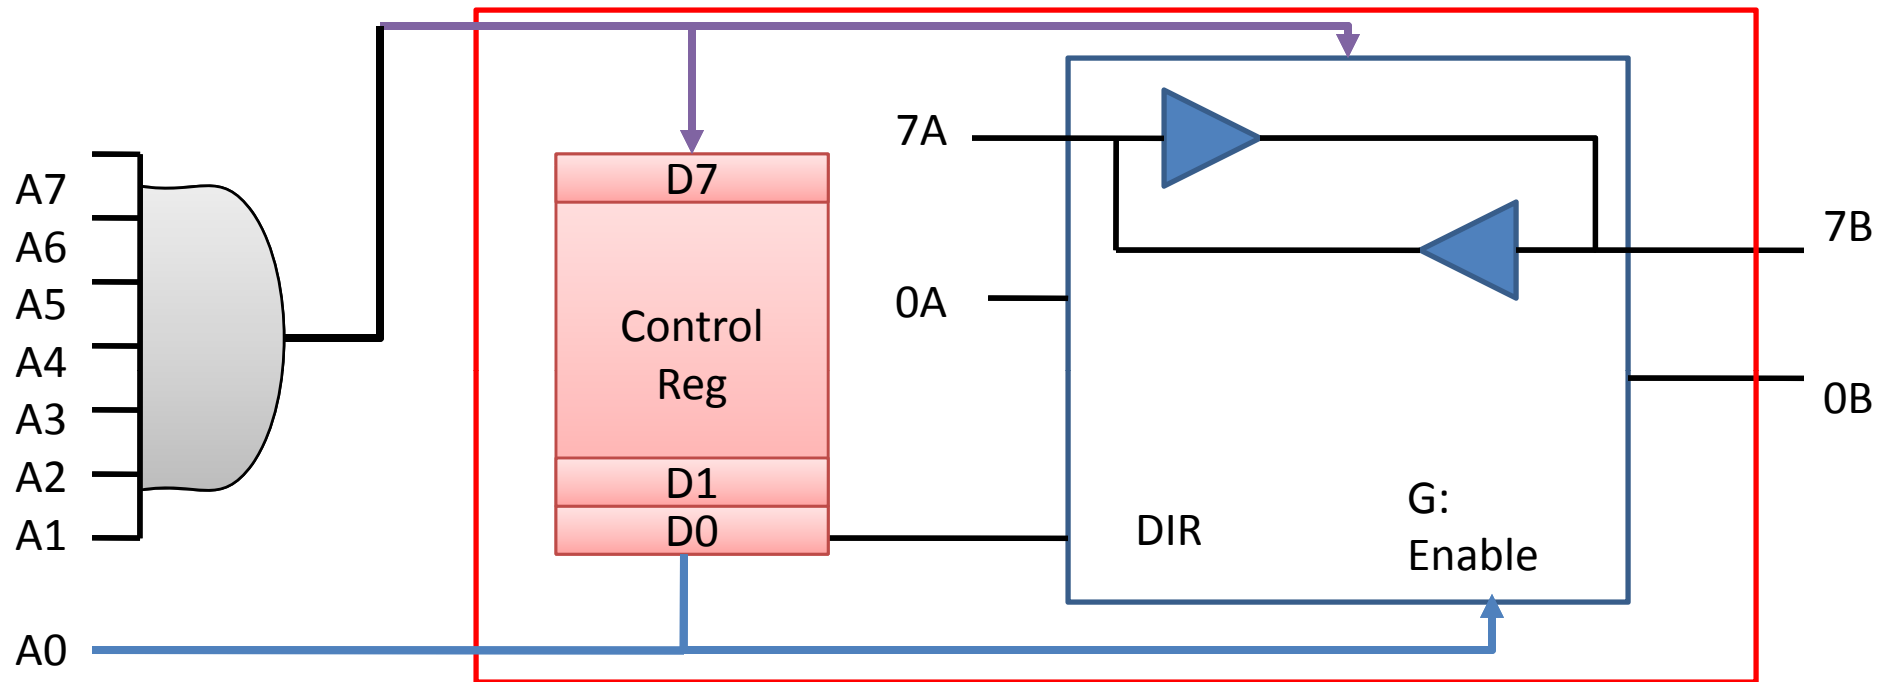 A7
A6
A5
A4
A3
A2
A1
A0
D7
Control
Reg
D1
D0
7A
0A
DIR
G:
Enable
7B
0B